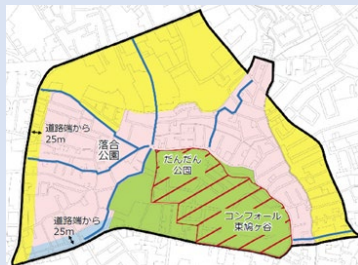 道路端から
25m
落合
公園
だんだん
公園
コンフォール
東鳩ヶ谷
道路端から
25m